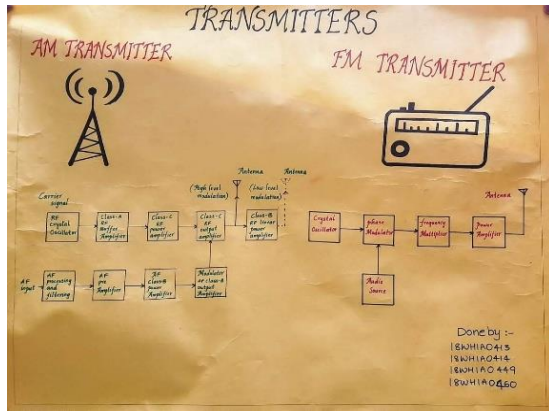 TRANSMITTERS
AM TRANSMITTER
FM TRANSMITTER
Carrier
signal
RF
Crystal
Oscillator
Class-A
RF
Buffer
Amplifier
Class-C
RF
power
amplifier
(High level
modulation)
Class-C
RF
output
amplifier
Antenna
(Low level
modulation)
Antenna
Class-B
RF linear
power
amplifier
AF
input
AF
processing
and
filtering
AF
pre
Amplifier
AF
class-B
power
Amplifier
Modulator
or class-B
output
Amplifier
Crystal
Oscillator
phase
Modulator
frequency
Multiplier
power
Amplifier
Antenna
Audio
Source
Done by :-
18WH1A0413
18WH1A0414
18WH1A0449
18WH1A0460